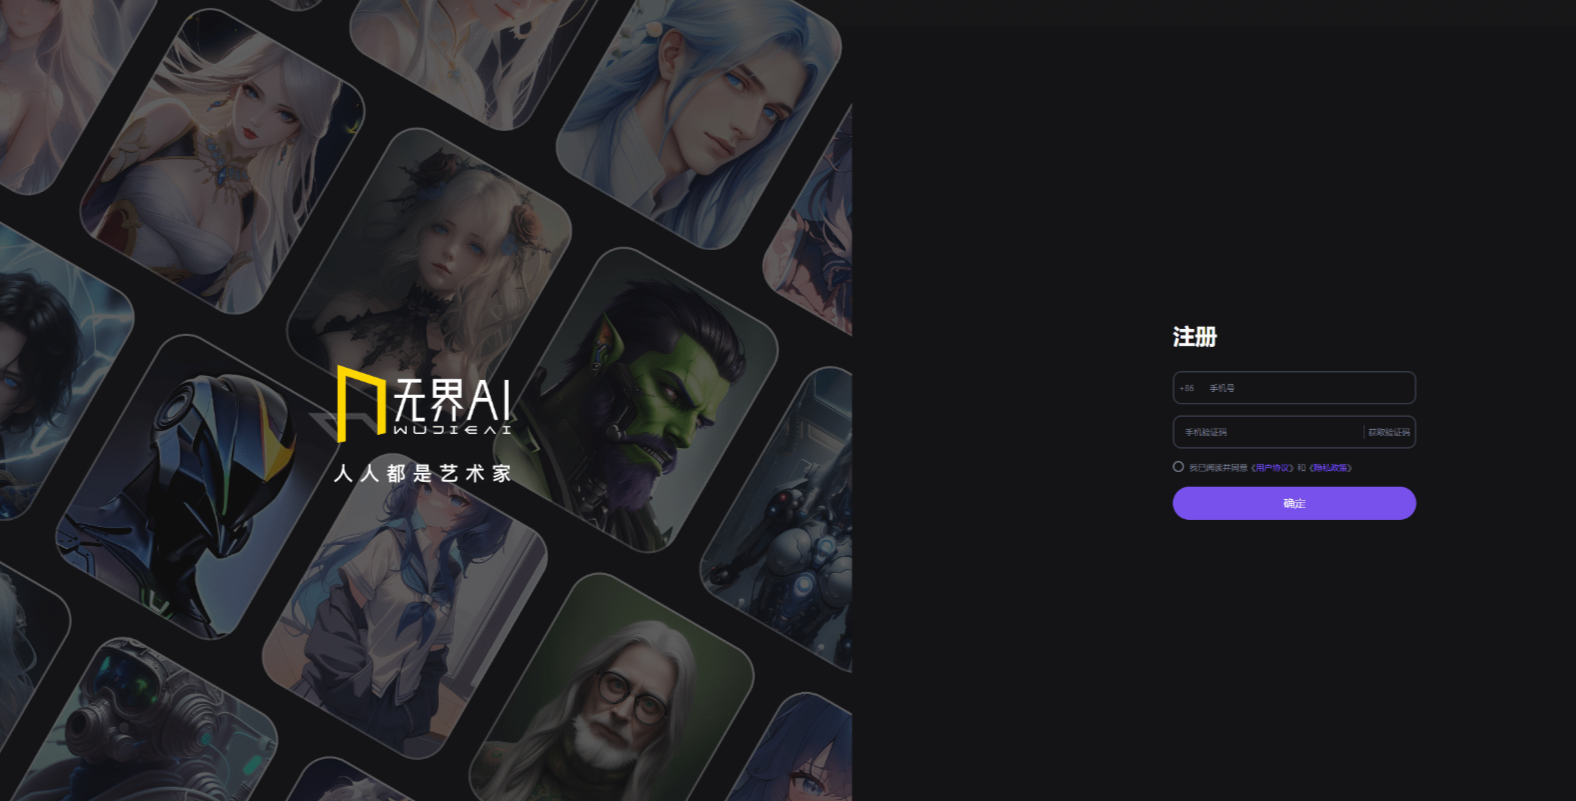 无界AI
WUJIEAI
人人都是艺术家
注册
+86 手机号
手机验证码 获取验证码
我已阅读并同意《用户协议》和《隐私政策》
确定